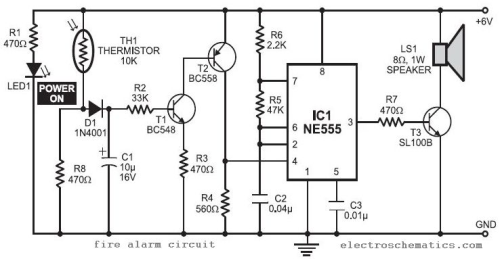 R1
470Ω
TH1
THERMISTOR
10K
LED1
POWER
ON
D1
1N4001
R8
470Ω
C1
10µ
16V
R2
33K
T1
BC548
T2
BC558
R3
470Ω
R4
560Ω
R6
2.2K
R5
47K
C2
0.04µ
7
6
2
4
8
IC1
NE555
3
1
5
C3
0.01µ
R7
470Ω
T3
SL100B
LS1
8Ω, 1W
SPEAKER
+6V
GND
+
fire alarm circuit
electroschematics.com